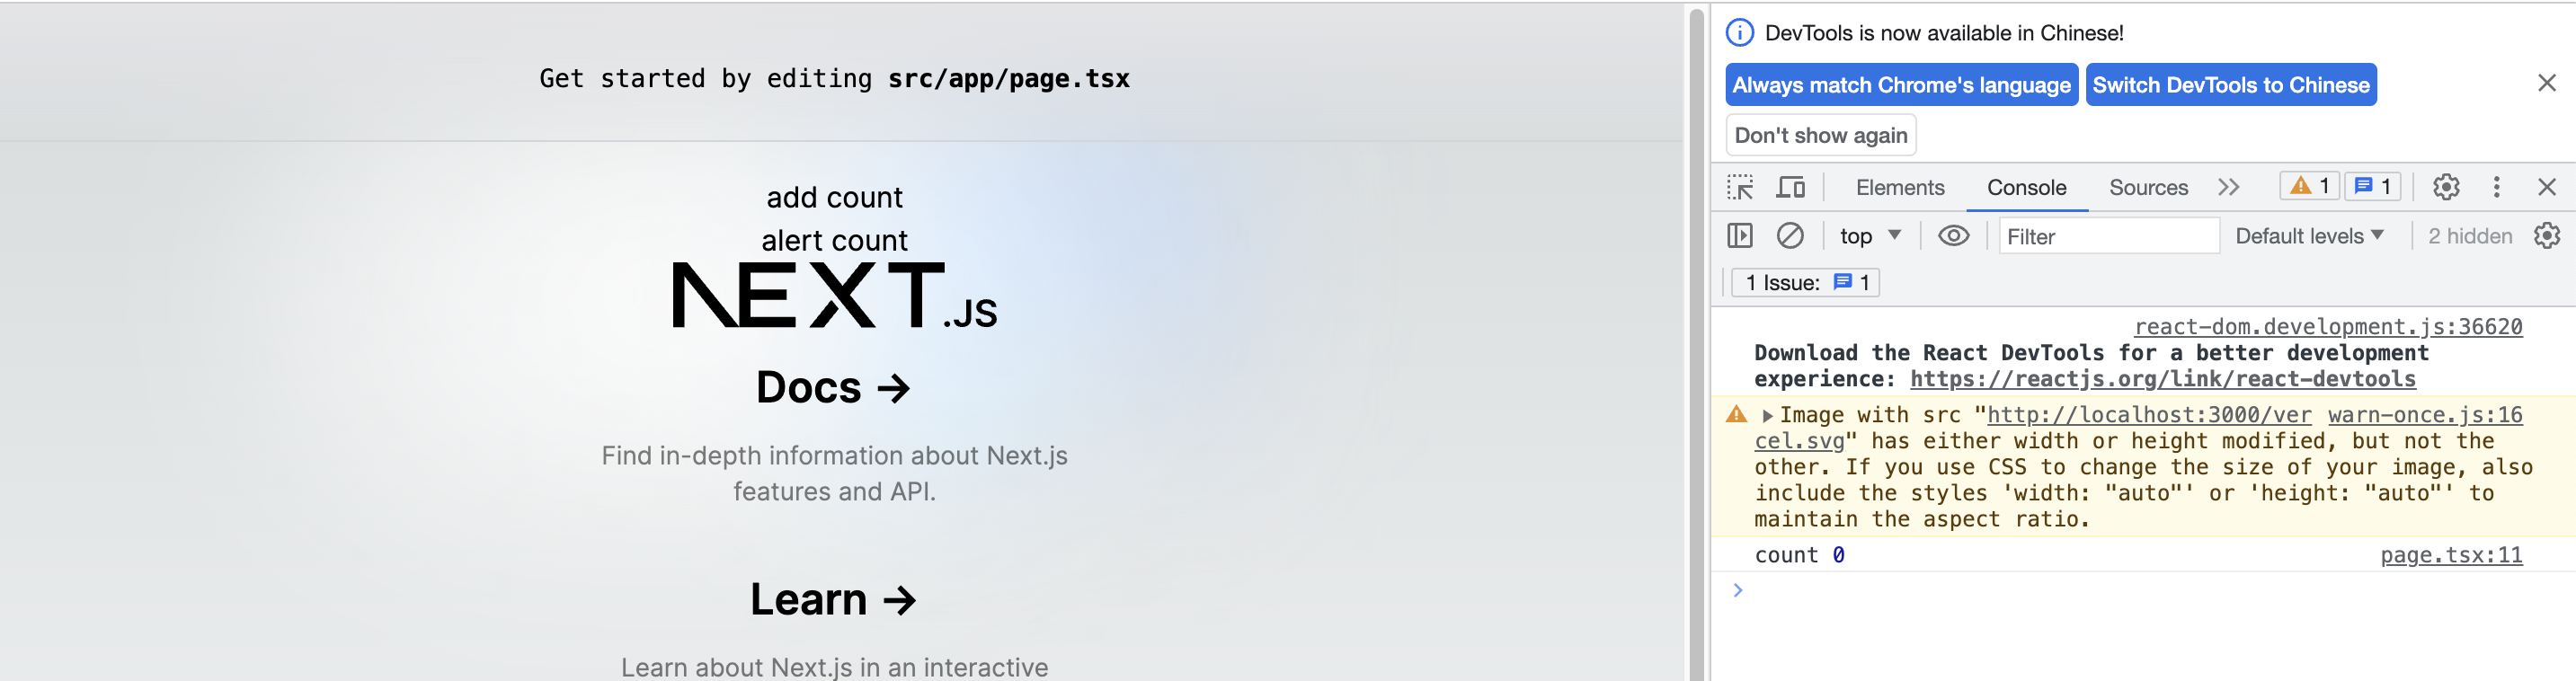 Get started by editing src/app/page.tsx
add count
alert count
NEXT.JS
Docs →
Find in-depth information about Next.js
features and API.
Learn →
Learn about Next.js in an interactive
DevTools is now available in Chinese!
Always match Chrome's language Switch DevTools to Chinese
Don't show again
Elements Console Sources 1 1
top Filter Default levels 2 hidden
1 Issue: 1
react-dom.development.js:36620
Download the React DevTools for a better development
experience: https://reactjs.org/link/react-devtools
Image with src "http://localhost:3000/ver warn-once.js:16
cel.svg" has either width or height modified, but not the
other. If you use CSS to change the size of your image, also
include the styles 'width: "auto"' or 'height: "auto"' to
maintain the aspect ratio.
count 0 page.tsx:11